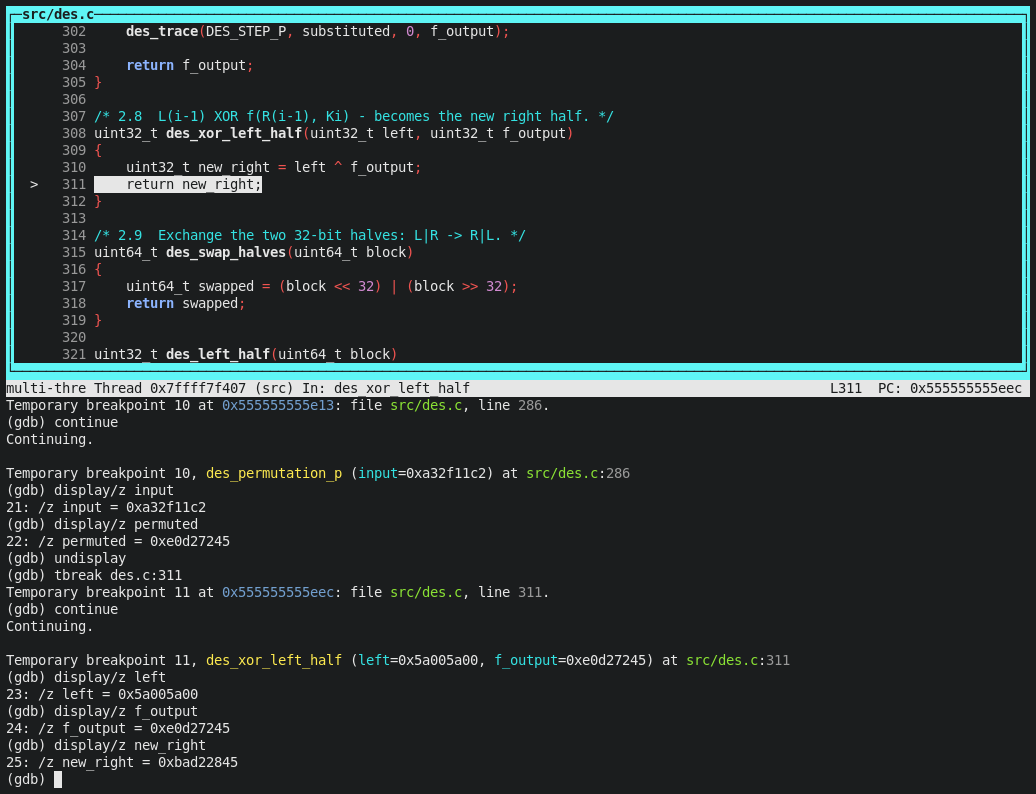 src/des.c
302     des_trace(DES_STEP_P, substituted, 0, f_output);
303
304     return f_output;
305 }
306
307 /* 2.8  L(i-1) XOR f(R(i-1), Ki) - becomes the new right half. */
308 uint32_t des_xor_left_half(uint32_t left, uint32_t f_output)
309 {
310     uint32_t new_right = left ^ f_output;
> 311     return new_right;
312 }
313
314 /* 2.9  Exchange the two 32-bit halves: L|R -> R|L. */
315 uint64_t des_swap_halves(uint64_t block)
316 {
317     uint64_t swapped = (block << 32) | (block >> 32);
318     return swapped;
319 }
320
321 uint32_t des_left_half(uint64_t block)
multi-thre Thread 0x7ffff7f407 (src) In: des_xor_left_half L311 PC: 0x555555555eec
Temporary breakpoint 10 at 0x555555555e13: file src/des.c, line 286.
(gdb) continue
Continuing.

Temporary breakpoint 10, des_permutation_p (input=0xa32f11c2) at src/des.c:286
(gdb) display/z input
21: /z input = 0xa32f11c2
(gdb) display/z permuted
22: /z permuted = 0xe0d27245
(gdb) undisplay
(gdb) tbreak des.c:311
Temporary breakpoint 11 at 0x555555555eec: file src/des.c, line 311.
(gdb) continue
Continuing.

Temporary breakpoint 11, des_xor_left_half (left=0x5a005a00, f_output=0xe0d27245) at src/des.c:311
(gdb) display/z left
23: /z left = 0x5a005a00
(gdb) display/z f_output
24: /z f_output = 0xe0d27245
(gdb) display/z new_right
25: /z new_right = 0xbad22845
(gdb)